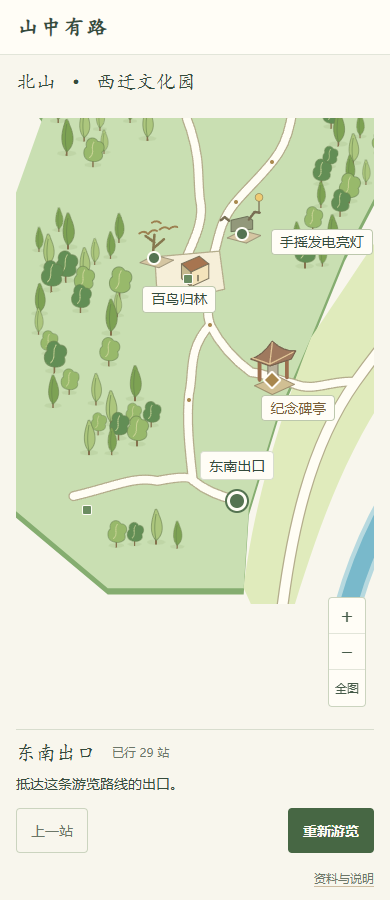 山中有路
北山 • 西迁文化园
手摇发电亮灯
百鸟归林
纪念碑亭
东南出口
+
−
全图
东南出口 已行 29 站
抵达这条游览路线的出口。
上一站 重新游览
资料与说明